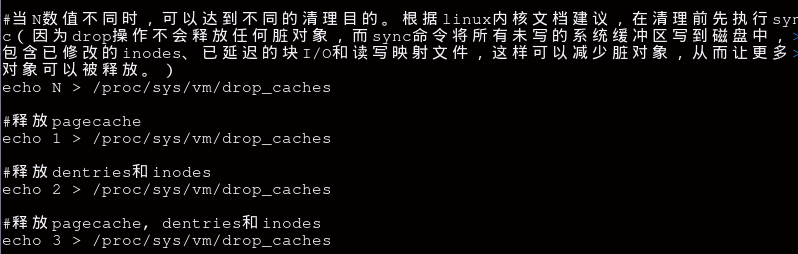 #当N数值不同时，可以达到不同的清理目的。根据linux内核文档建议，在清理前先执行syn
c(因为drop操作不会释放任何脏对象，而sync命令将所有未写的系统缓冲区写到磁盘中，
包含已修改的inodes、已延迟的块I/O和读写映射文件，这样可以减少脏对象，从而让更多
对象可以被释放。)
echo N > /proc/sys/vm/drop_caches
#释放pagecache
echo 1 > /proc/sys/vm/drop_caches
#释放dentries和inodes
echo 2 > /proc/sys/vm/drop_caches
#释放pagecache, dentries和inodes
echo 3 > /proc/sys/vm/drop_caches